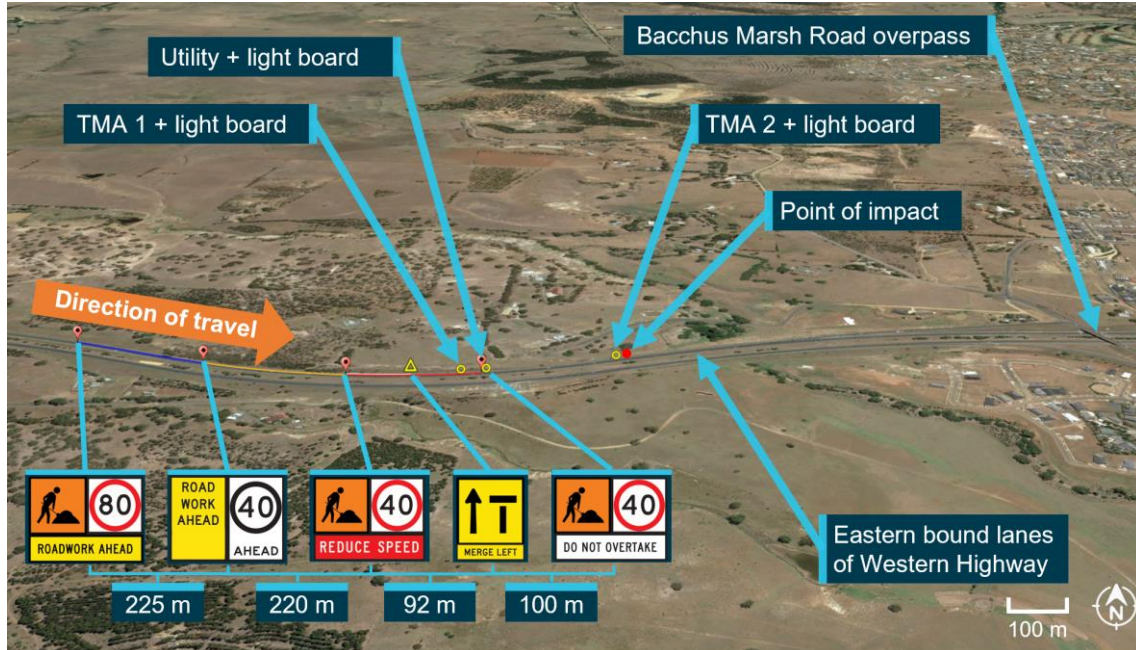 Bacchus Marsh Road overpass
Utility + light board
TMA 1 + light board
TMA 2 + light board
Point of impact
Direction of travel
80
ROADWORK AHEAD
ROAD
WORK
AHEAD
40
AHEAD
40
REDUCE SPEED
MERGE LEFT
40
DO NOT OVERTAKE
Eastern bound lanes
of Western Highway
225 m
220 m
92 m
100 m
100 m
N